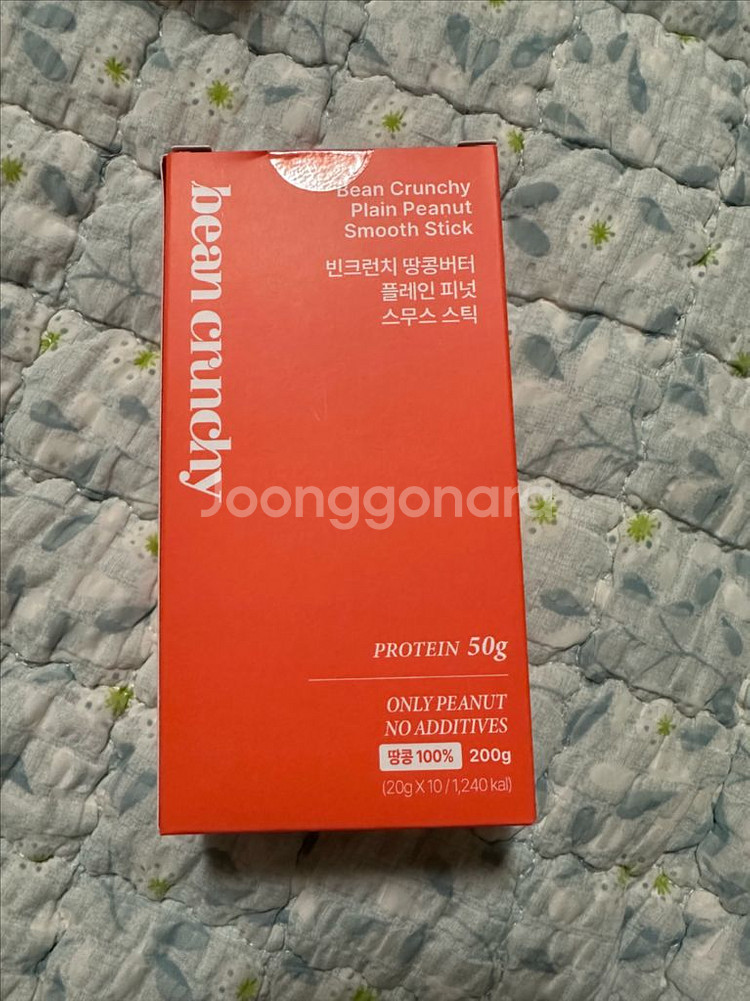 bean crunchy
Bean Crunchy
Plain Peanut
Smooth Stick
빈크런치 땅콩버터
플레인 피넛
스무스 스틱
Joonggonara
PROTEIN 50g
ONLY PEANUT
NO ADDITIVES
땅콩 100% 200g
(20g X 10 / 1,240 kal)